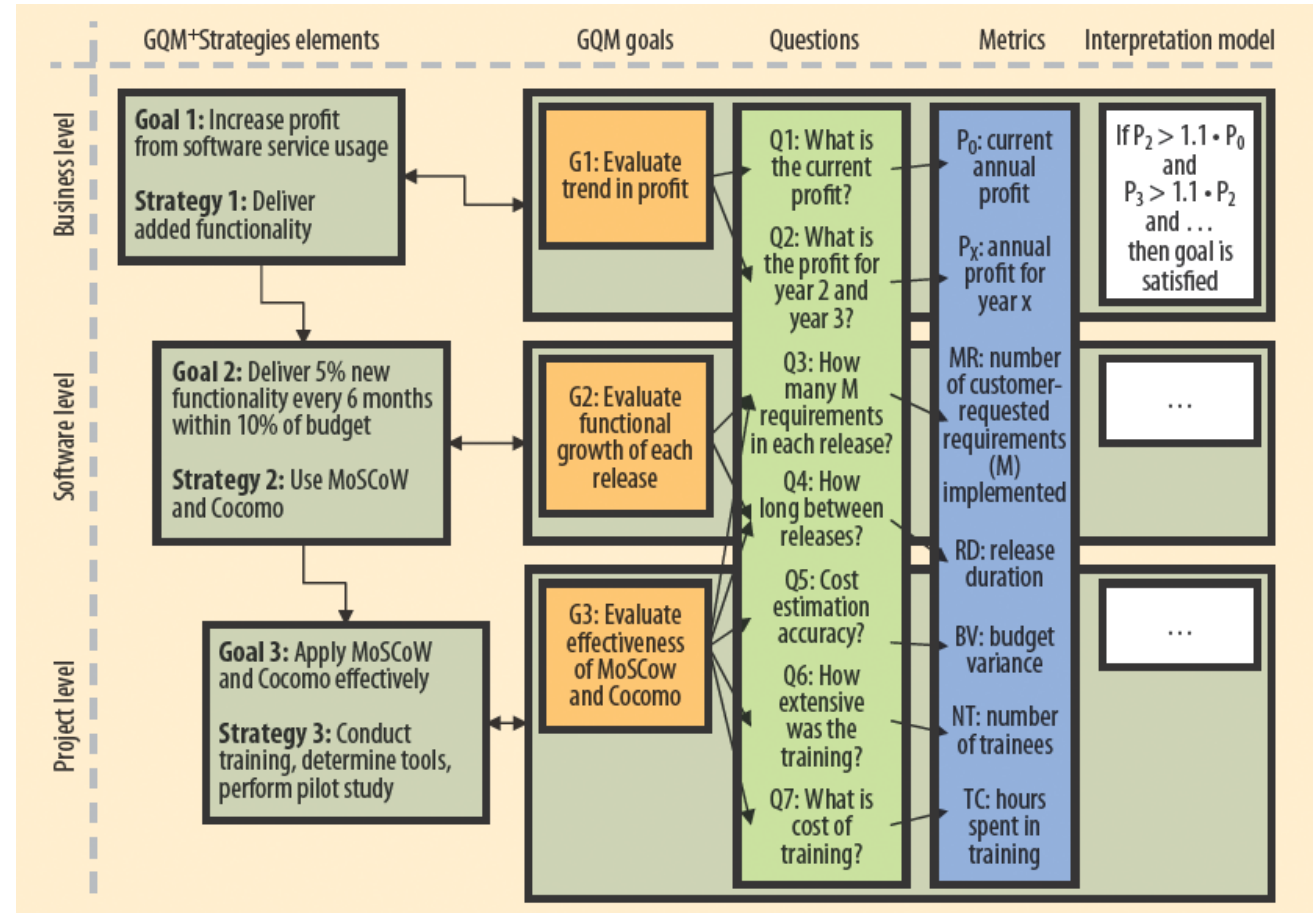 GQM+Strategies elements
GQM goals
Questions
Metrics
Interpretation model
Business level
Goal 1: Increase profit
from software service usage
Strategy 1: Deliver
added functionality
G1: Evaluate
trend in profit
Q1: What is
the current
profit?
Q2: What is
the profit for
year 2 and
year 3?
P0: current
annual
profit
PX: annual
profit for
year x
If P2 > 1.1 • P0
and
P3 > 1.1 • P2
and ...
then goal is
satisfied
Software level
Goal 2: Deliver 5% new
functionality every 6 months
within 10% of budget
Strategy 2: Use MoSCoW
and Cocomo
G2: Evaluate
functional
growth of each
release
Q3: How
many M
requirements
in each release?
Q4: How
long between
releases?
MR: number
of customer-
requested
requirements
(M)
implemented
RD: release
duration
...
Project level
Goal 3: Apply MoSCoW
and Cocomo effectively
Strategy 3: Conduct
training, determine tools,
perform pilot study
G3: Evaluate
effectiveness
of MoSCow
and Cocomo
Q5: Cost
estimation
accuracy?
Q6: How
extensive
was the
training?
Q7: What is
cost of
training?
BV: budget
variance
NT: number
of trainees
TC: hours
spent in
training
...